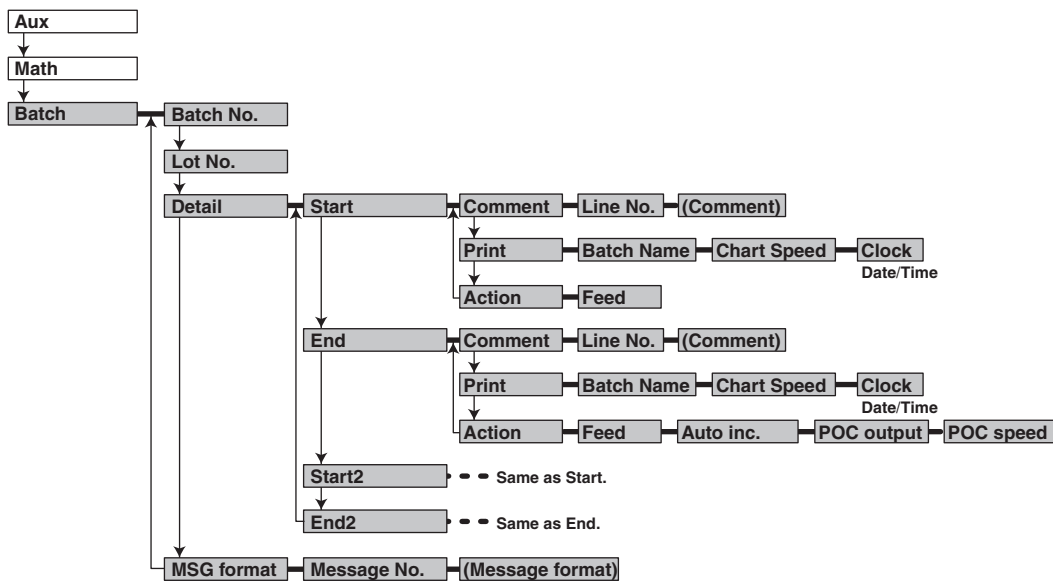 Aux
Math
Batch Batch No.
Lot No.
Detail Start Comment Line No. (Comment)
Print Batch Name Chart Speed Clock
Date/Time
Action Feed
End Comment Line No. (Comment)
Print Batch Name Chart Speed Clock
Date/Time
Action Feed Auto inc. POC output POC speed
Start2 Same as Start.
End2 Same as End.
MSG format Message No. (Message format)